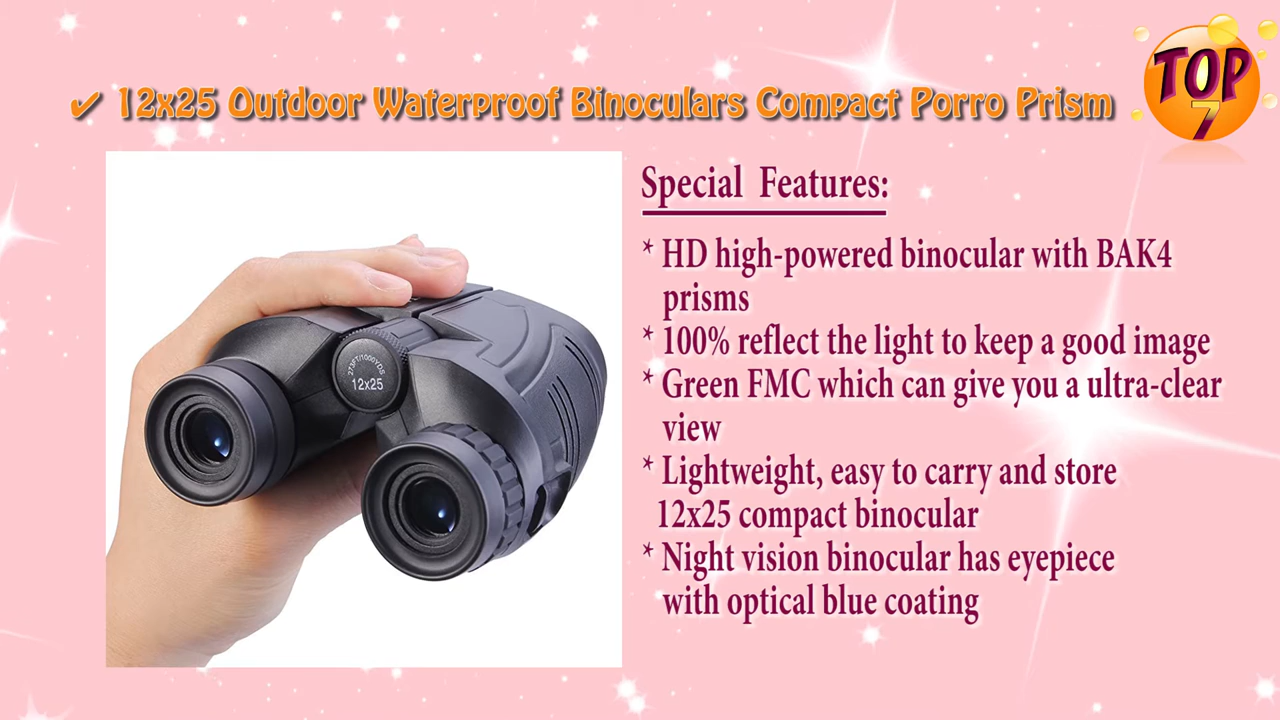 ✔ 12x25 Outdoor Waterproof Binoculars Compact Porro Prism
TOP
7
Special Features:
* HD high-powered binocular with BAK4
prisms
* 100% reflect the light to keep a good image
* Green FMC which can give you a ultra-clear
view
* Lightweight, easy to carry and store
12x25 compact binocular
* Night vision binocular has eyepiece
with optical blue coating
273FT/1000YDS
12x25